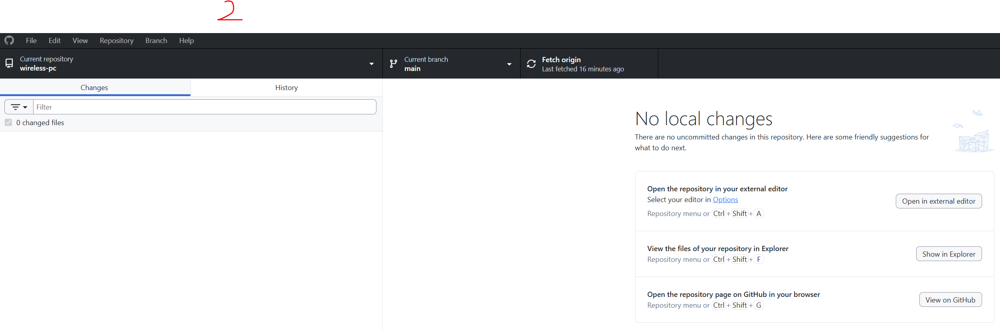 2
File Edit View Repository Branch Help
Current repository
wireless-pc
Current branch
main
Fetch origin
Last fetched 16 minutes ago
Changes
History
Filter
0 changed files
No local changes
There are no uncommitted changes in this repository. Here are some friendly suggestions for
what to do next.
Open the repository in your external editor
Select your editor in Options
Repository menu or Ctrl + Shift + A
Open in external editor
View the files of your repository in Explorer
Repository menu or Ctrl + Shift + F
Show in Explorer
Open the repository page on GitHub in your browser
Repository menu or Ctrl + Shift + G
View on GitHub